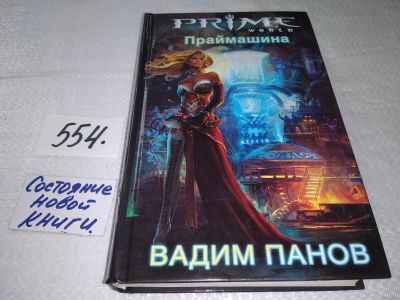 PRIME
WORLD
Праймашина
554.
Состояние
новой
книги.
ВАДИМ ПАНОВ